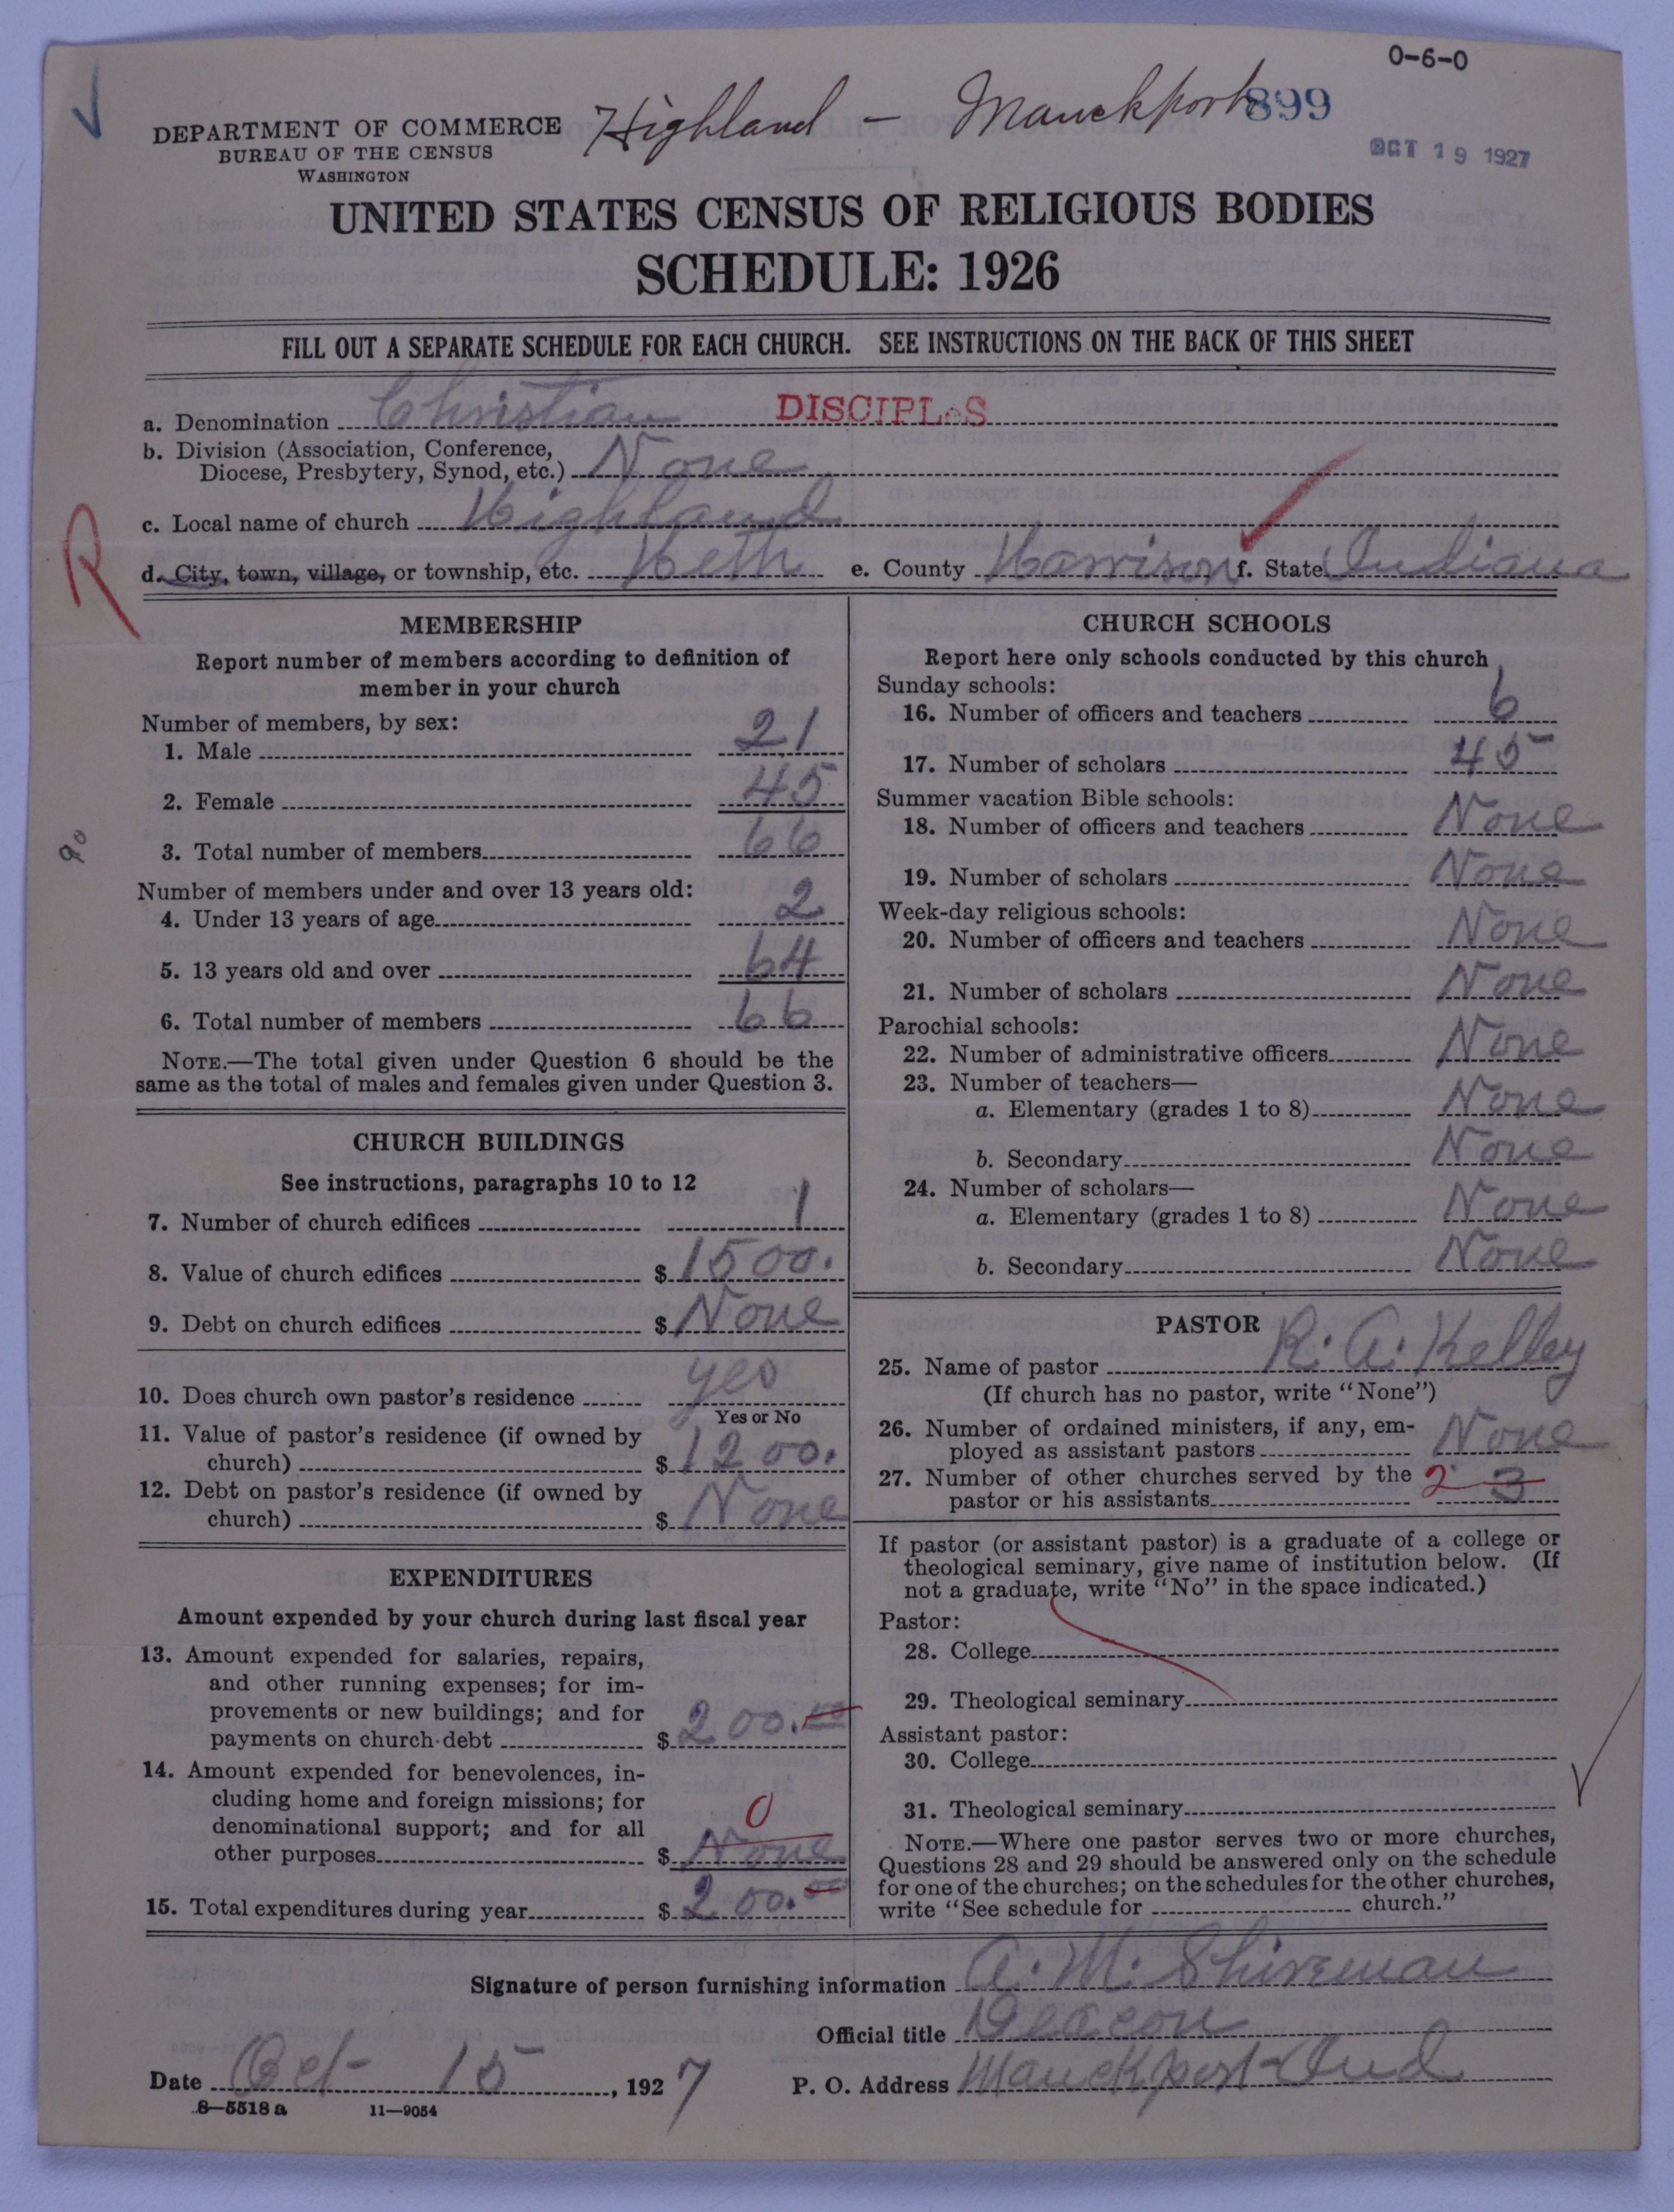 0-6-0
DEPARTMENT OF COMMERCE Highland - Mauckport 899
BUREAU OF THE CENSUS OCT 19 1927
WASHINGTON
UNITED STATES CENSUS OF RELIGIOUS BODIES
SCHEDULE: 1926
FILL OUT A SEPARATE SCHEDULE FOR EACH CHURCH. SEE INSTRUCTIONS ON THE BACK OF THIS SHEET
a. Denomination Christian DISCIPLES
b. Division (Association, Conference,
Diocese, Presbytery, Synod, etc.) None
c. Local name of church Highland
R
d. City, town, village, or township, etc. Heth e. County Harrison f. State Indiana
MEMBERSHIP
Report number of members according to definition of
member in your church
Number of members, by sex:
1. Male 21
2. Female 45
3. Total number of members 66
90
Number of members under and over 13 years old:
4. Under 13 years of age 2
5. 13 years old and over 64
6. Total number of members 66
NOTE.—The total given under Question 6 should be the
same as the total of males and females given under Question 3.
CHURCH BUILDINGS
See instructions, paragraphs 10 to 12
7. Number of church edifices 1
8. Value of church edifices $ 1500.
9. Debt on church edifices $ None
10. Does church own pastor's residence yes
Yes or No
11. Value of pastor's residence (if owned by
church) $ 1200.
12. Debt on pastor's residence (if owned by
church) $ None
EXPENDITURES
Amount expended by your church during last fiscal year
13. Amount expended for salaries, repairs,
and other running expenses; for im-
provements or new buildings; and for
payments on church debt $ 200.00
14. Amount expended for benevolences, in-
cluding home and foreign missions; for
denominational support; and for all 0
other purposes $ None
15. Total expenditures during year $ 200.00
CHURCH SCHOOLS
Report here only schools conducted by this church
Sunday schools:
16. Number of officers and teachers 6
17. Number of scholars 45
Summer vacation Bible schools:
18. Number of officers and teachers None
19. Number of scholars None
Week-day religious schools:
20. Number of officers and teachers None
21. Number of scholars None
Parochial schools:
22. Number of administrative officers None
23. Number of teachers—
a. Elementary (grades 1 to 8) None
b. Secondary None
24. Number of scholars—
a. Elementary (grades 1 to 8) None
b. Secondary None
PASTOR
25. Name of pastor R. A. Kelley
(If church has no pastor, write "None")
26. Number of ordained ministers, if any, em-
ployed as assistant pastors None
27. Number of other churches served by the 2 3
pastor or his assistants
If pastor (or assistant pastor) is a graduate of a college or
theological seminary, give name of institution below. (If
not a graduate, write "No" in the space indicated.)
Pastor:
28. College
29. Theological seminary
Assistant pastor:
30. College
31. Theological seminary
NOTE.—Where one pastor serves two or more churches,
Questions 28 and 29 should be answered only on the schedule
for one of the churches; on the schedules for the other churches,
write "See schedule for church."
Signature of person furnishing information A. M. Shireman
Official title Deacon
Date Oct 15, 1927 P. O. Address Mauckport Ind
8-5518a 11-9054